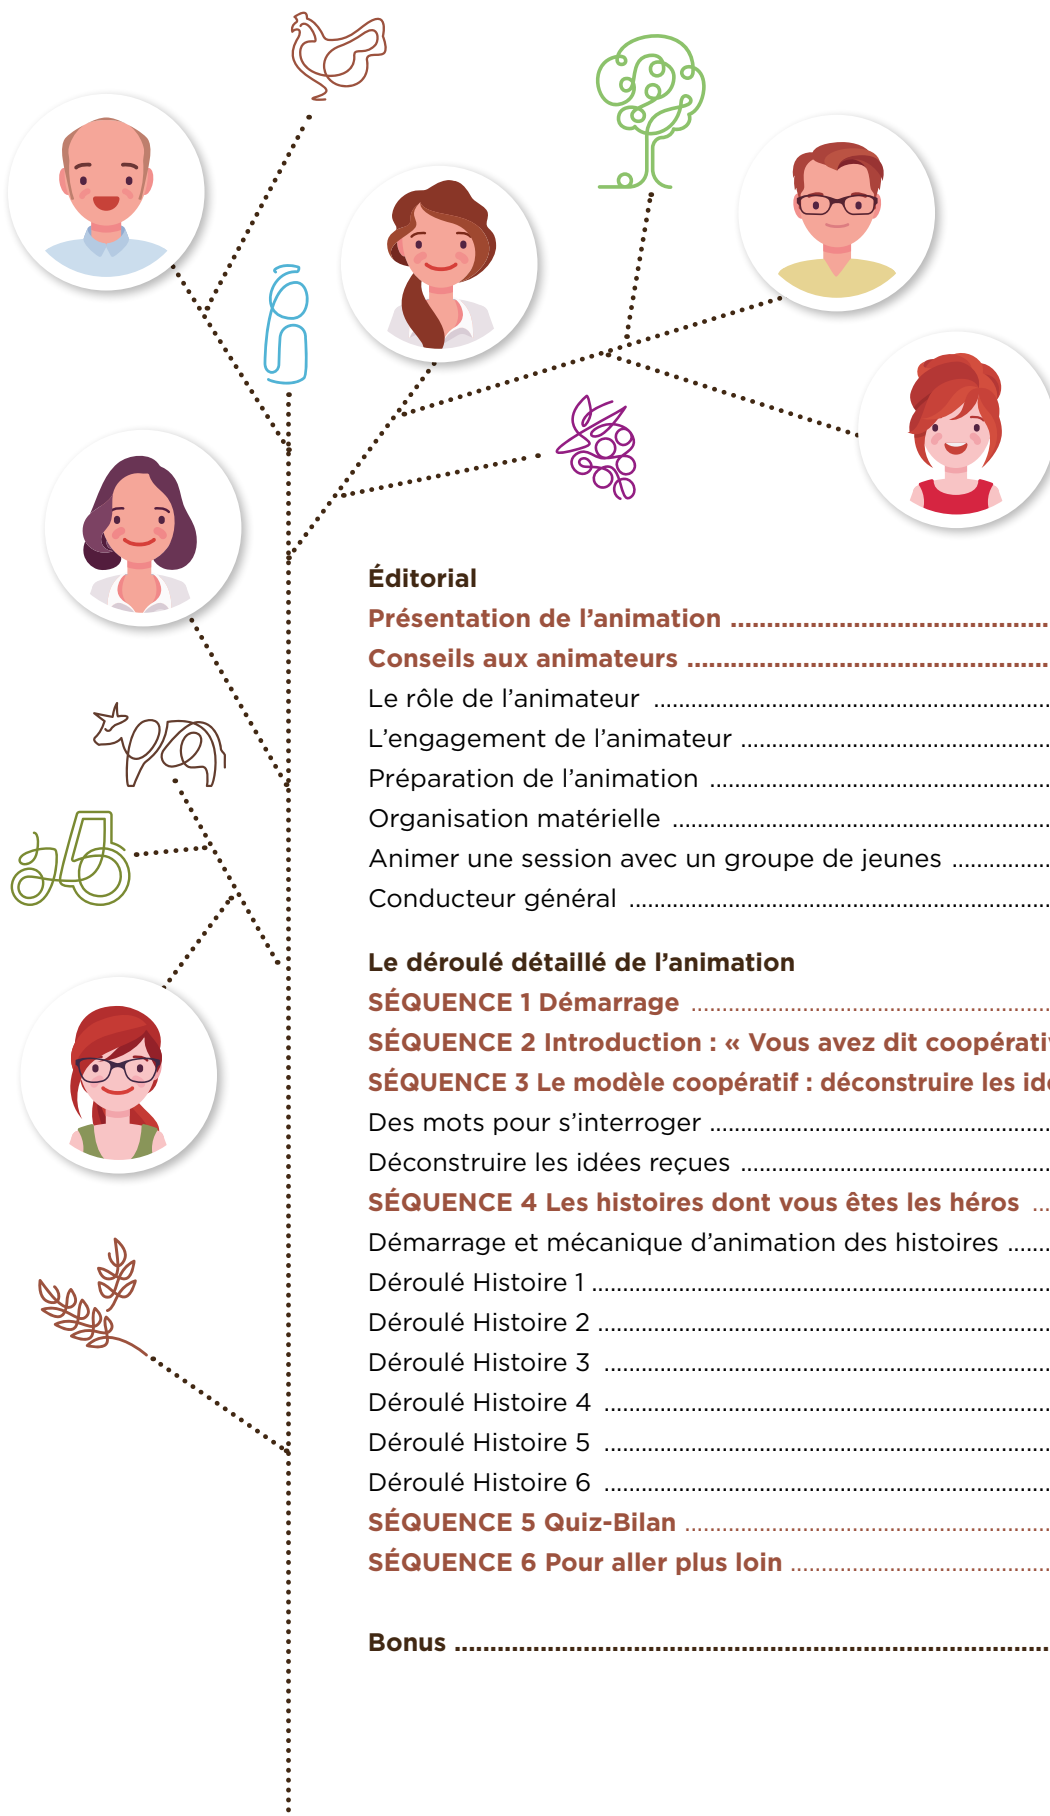 Éditorial
Présentation de l’animation ......................................
Conseils aux animateurs ..........................................
Le rôle de l’animateur ................................................
L’engagement de l’animateur .....................................
Préparation de l’animation .........................................
Organisation matérielle .............................................
Animer une session avec un groupe de jeunes ...........
Conducteur général ..................................................
Le déroulé détaillé de l’animation
SÉQUENCE 1 Démarrage ..........................................
SÉQUENCE 2 Introduction : « Vous avez dit
SÉQUENCE 3 Le modèle coopératif : déconstruire les
Des mots pour s’interroger ........................................
Déconstruire les idées reçues ....................................
SÉQUENCE 4 Les histoires dont vous êtes les héros ...
Démarrage et mécanique d’animation des histoires .....
Déroulé Histoire 1 ......................................................
Déroulé Histoire 2 .....................................................
Déroulé Histoire 3 .....................................................
Déroulé Histoire 4 .....................................................
Déroulé Histoire 5 .....................................................
Déroulé Histoire 6 .....................................................
SÉQUENCE 5 Quiz-Bilan ...........................................
SÉQUENCE 6 Pour aller plus loin ..............................
Bonus .......................................................................